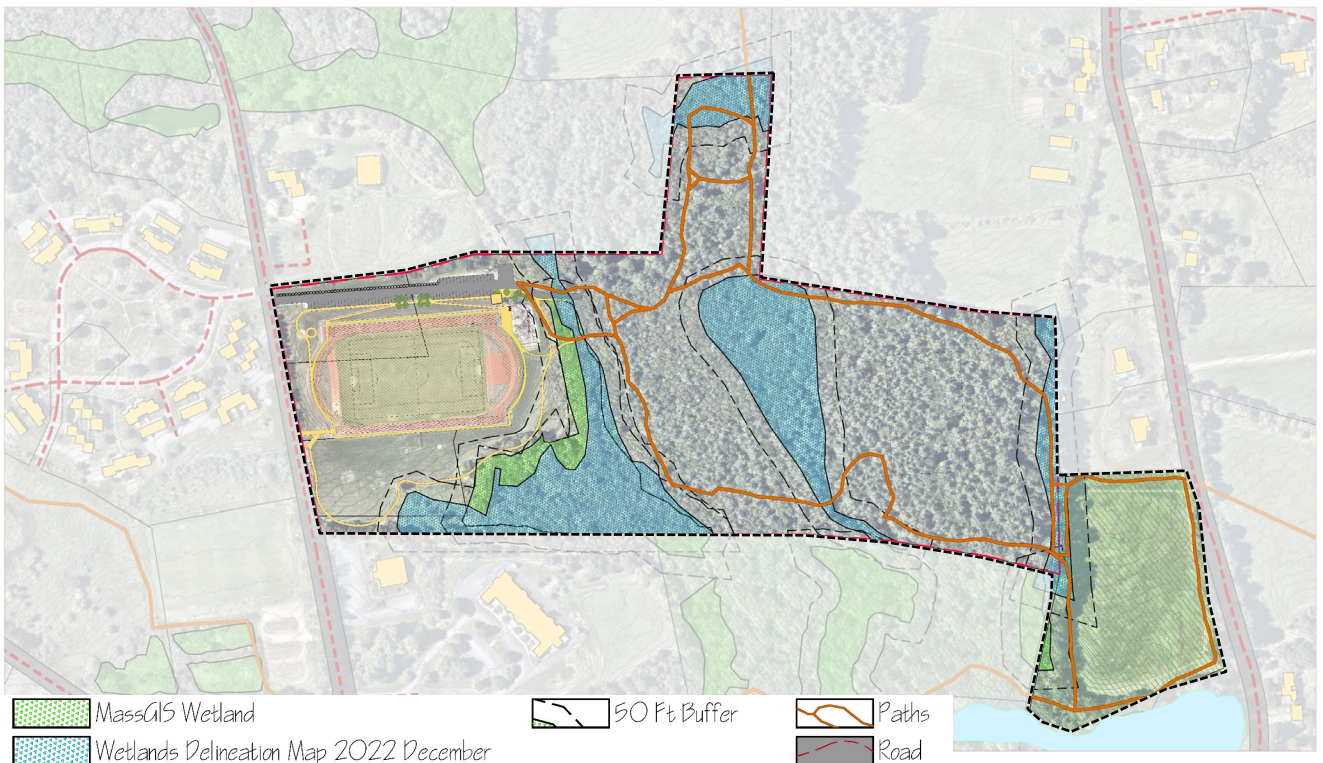 MassGIS Wetland
50 Ft Buffer
Paths
Wetlands Delineation Map 2022 December
Road